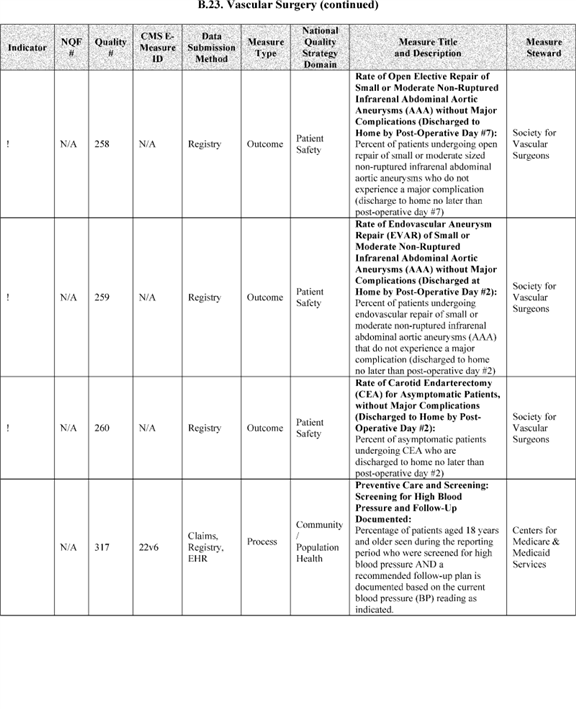 B.23. Vascular Surgery (continued)
Indicator
NQF
#
Quality
#
CMS E-
Measure
ID
Data
Submission
Method
Measure
Type
National
Quality
Strategy
Domain
Measure Title
and Description
Measure
Steward
!
N/A
258
N/A
Registry
Outcome
Patient
Safety
Rate of Open Elective Repair of
Small or Moderate Non-Ruptured
Infrarenal Abdominal Aortic
Aneurysms (AAA) without Major
Complications (Discharged to
Home by Post-Operative Day #7):
Percent of patients undergoing open
repair of small or moderate sized
non-ruptured infrarenal abdominal
aortic aneurysms who do not
experience a major complication
(discharge to home no later than
post-operative day #7)
Society for
Vascular
Surgeons
!
N/A
259
N/A
Registry
Outcome
Patient
Safety
Rate of Endovascular Aneurysm
Repair (EVAR) of Small or
Moderate Non-Ruptured
Infrarenal Abdominal Aortic
Aneurysms (AAA) without Major
Complications (Discharged at
Home by Post-Operative Day #2):
Percent of patients undergoing
endovascular repair of small or
moderate non-ruptured infrarenal
abdominal aortic aneurysms (AAA)
that do not experience a major
complication (discharged to home
no later than post-operative day #2)
Society for
Vascular
Surgeons
!
N/A
260
N/A
Registry
Outcome
Patient
Safety
Rate of Carotid Endarterectomy
(CEA) for Asymptomatic Patients,
without Major Complications
(Discharged to Home by Post-
Operative Day #2):
Percent of asymptomatic patients
undergoing CEA who are
discharged to home no later than
post-operative day #2)
Society for
Vascular
Surgeons
N/A
317
22v6
Claims,
Registry,
EHR
Process
Community
/
Population
Health
Preventive Care and Screening:
Screening for High Blood
Pressure and Follow-Up
Documented:
Percentage of patients aged 18 years
and older seen during the reporting
period who were screened for high
blood pressure AND a
recommended follow-up plan is
documented based on the current
blood pressure (BP) reading as
indicated.
Centers for
Medicare &
Medicaid
Services